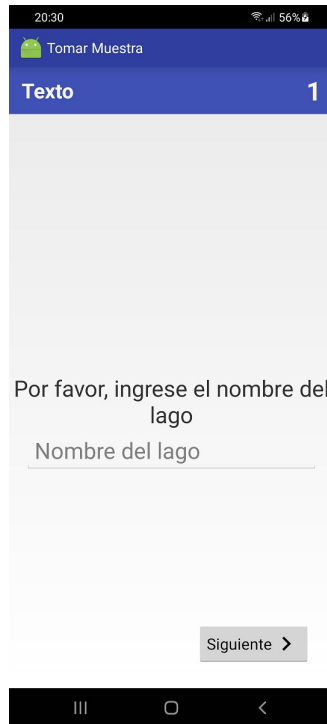 20:30
56%
Tomar Muestra
Texto
1
Por favor, ingrese el nombre del
lago
Nombre del lago
Siguiente